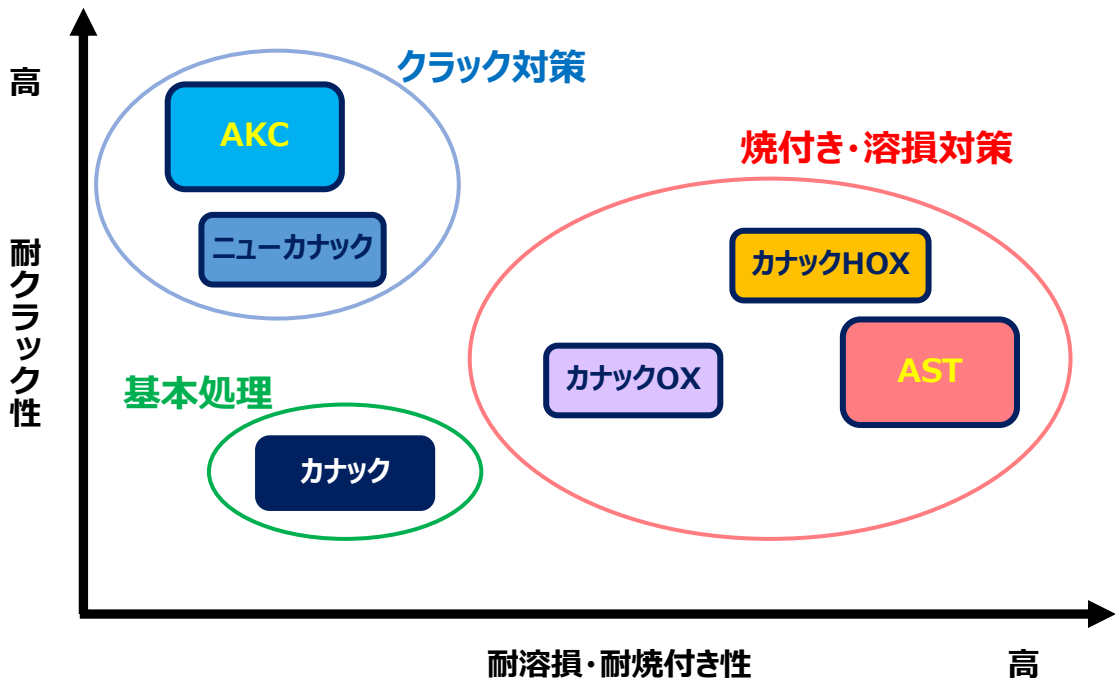 高
クラック対策
AKC
焼付き・溶損対策
ニューカナック
カナックHOX
耐クラック性
カナックOX
AST
基本処理
カナック
耐溶損・耐焼付き性
高